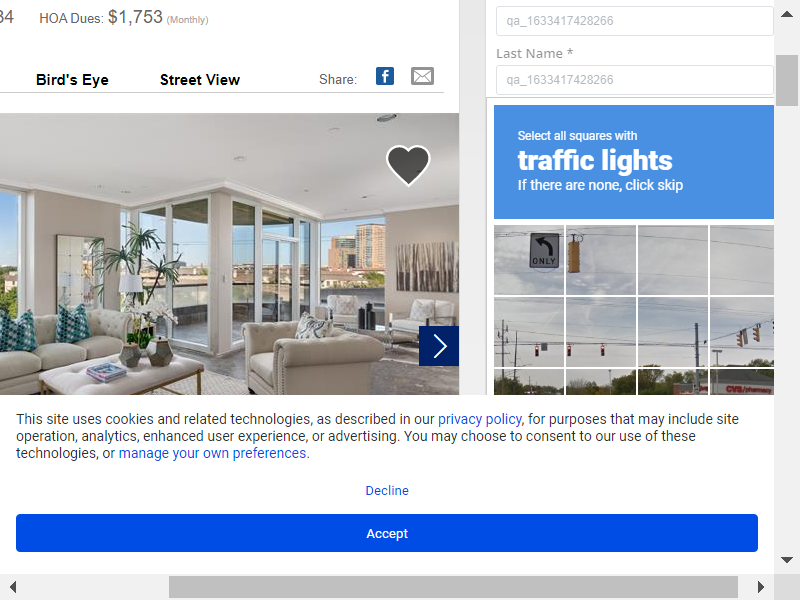 HOA Dues: $1,753 (Monthly)
Bird's Eye
Street View
Share:
qa_1633417428266
Last Name *
qa_1633417428266
Select all squares with
traffic lights
If there are none, click skip
ONLY
CVS/pharmacy
This site uses cookies and related technologies, as described in our privacy policy, for purposes that may include site
operation, analytics, enhanced user experience, or advertising. You may choose to consent to our use of these
technologies, or manage your own preferences.
Decline
Accept